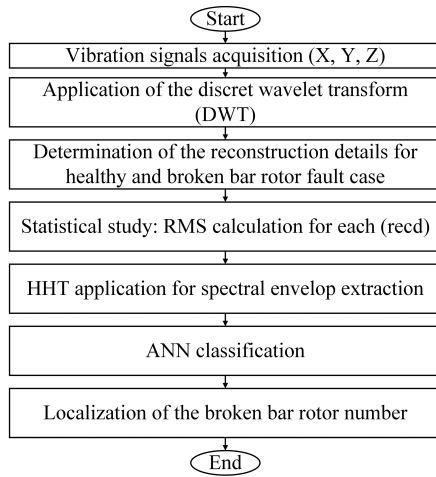 Start
Vibration signals acquisition (X, Y, Z)
Application of the discret wavelet transform
(DWT)
Determination of the reconstruction details for
healthy and broken bar rotor fault case
Statistical study: RMS calculation for each (recd)
HHT application for spectral envelop extraction
ANN classification
Localization of the broken bar rotor number
End